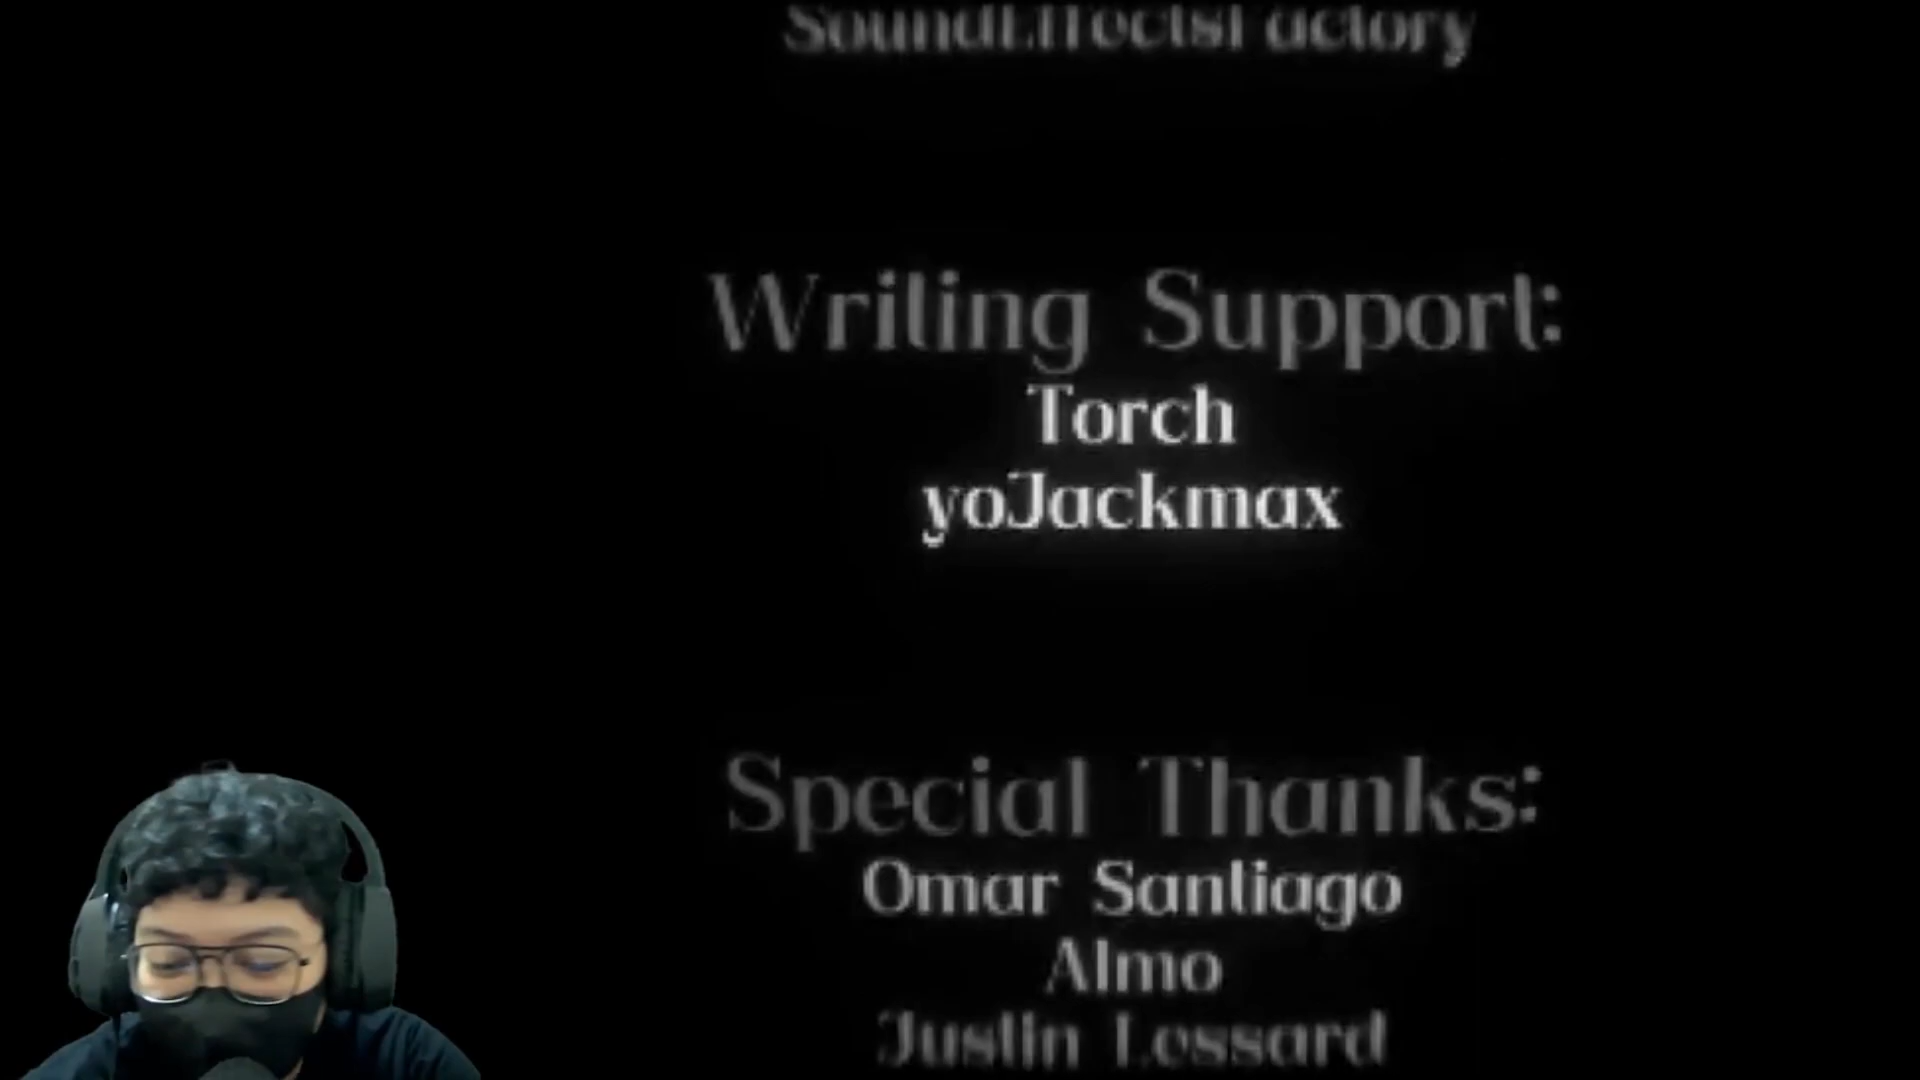 SoundEffectsFactory
Writing Support:
Torch
yoJackmax
Special Thanks:
Omar Santiago
Almo
Justin Lessard